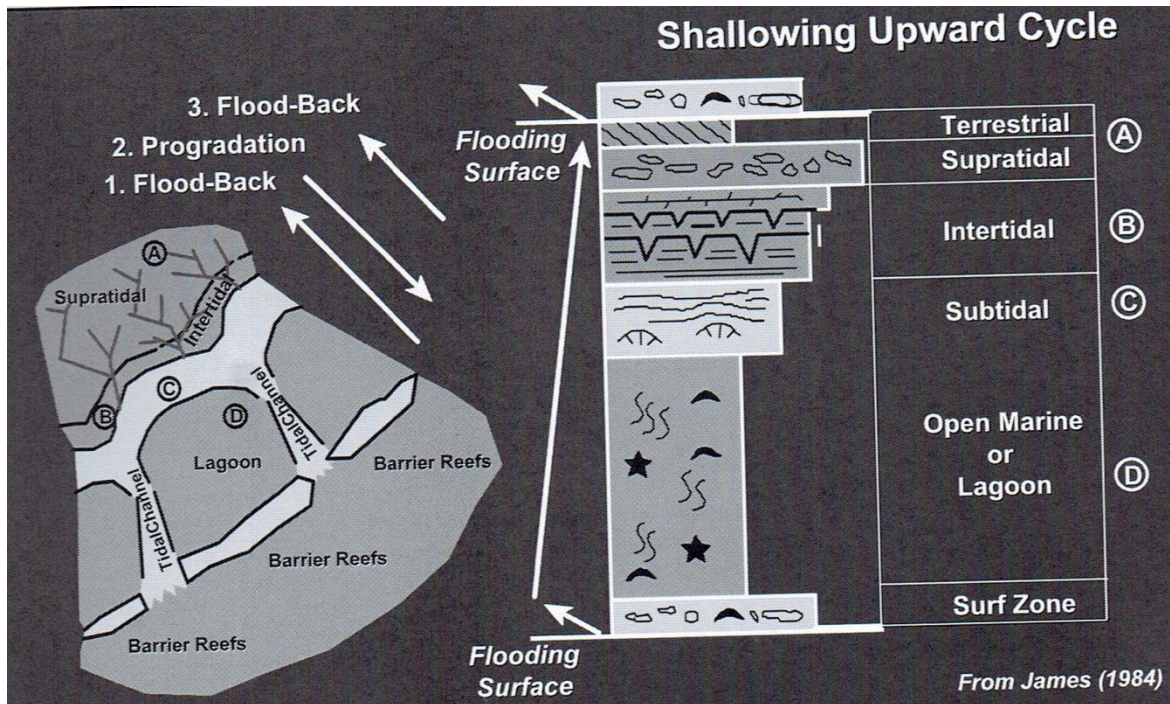 Shallowing Upward Cycle
3. Flood-Back
2. Progradation
1. Flood-Back
A
Supratidal
Intertidal
C
B
D
TidalChannel
Lagoon
TidalChannel
Barrier Reefs
Barrier Reefs
Barrier Reefs
Flooding
Surface
Terrestrial
A
Supratidal
Intertidal
B
Subtidal
C
Open Marine
or
Lagoon
D
Surf Zone
Flooding
Surface
From James (1984)